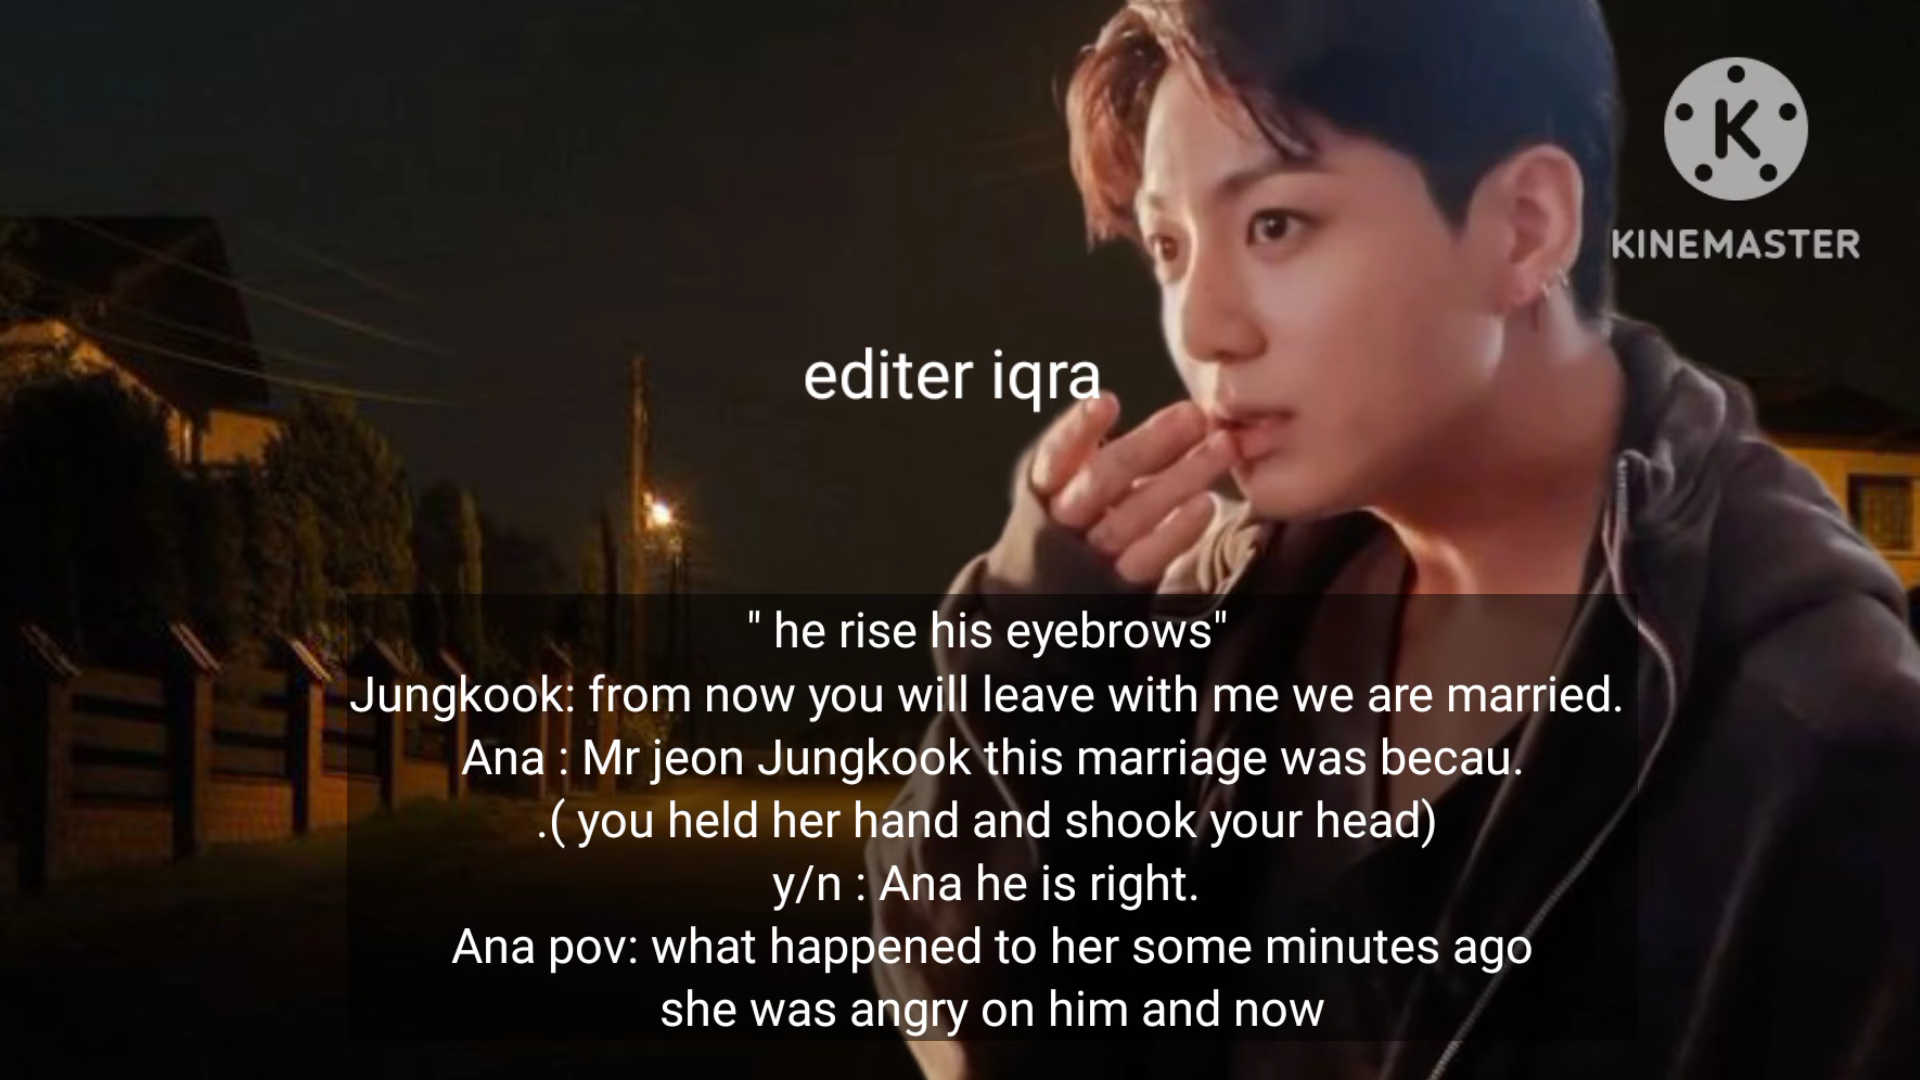 K
KINEMASTER
editer iqra
" he rise his eyebrows"
Jungkook: from now you will leave with me we are married.
Ana : Mr jeon Jungkook this marriage was becau.
.( you held her hand and shook your head)
y/n : Ana he is right.
Ana pov: what happened to her some minutes ago
she was angry on him and now